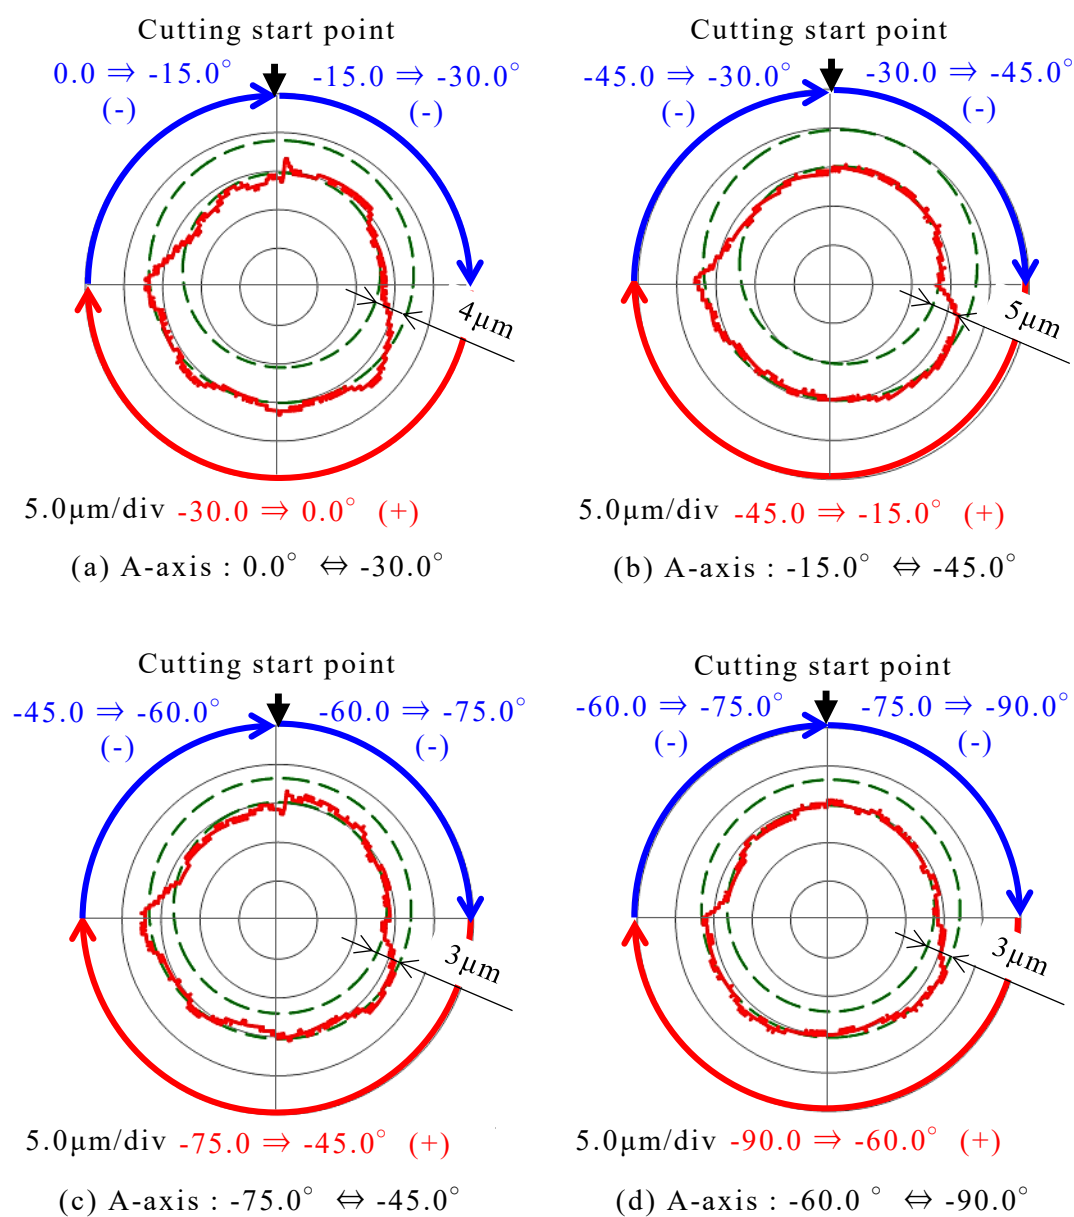 Cutting start point
0.0 ⇒ -15.0°
(-)
-15.0 ⇒ -30.0°
(-)
4μm
5.0μm/div -30.0 ⇒ 0.0° (+)
(a) A-axis : 0.0° ⇔ -30.0°
Cutting start point
-45.0 ⇒ -30.0°
(-)
-30.0 ⇒ -45.0°
(-)
5μm
5.0μm/div -45.0 ⇒ -15.0° (+)
(b) A-axis : -15.0° ⇔ -45.0°
Cutting start point
-45.0 ⇒ -60.0°
(-)
-60.0 ⇒ -75.0°
(-)
3μm
5.0μm/div -75.0 ⇒ -45.0° (+)
(c) A-axis : -75.0° ⇔ -45.0°
Cutting start point
-60.0 ⇒ -75.0°
(-)
-75.0 ⇒ -90.0°
(-)
3μm
5.0μm/div -90.0 ⇒ -60.0° (+)
(d) A-axis : -60.0 ° ⇔ -90.0°